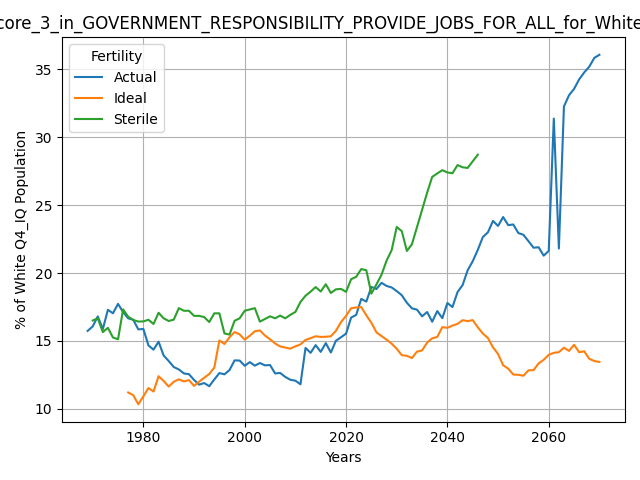 core_3_in_GOVERNMENT_RESPONSIBILITY_PROVIDE_JOBS_FOR_ALL_for_White
Fertility
Actual
Ideal
Sterile
% of White Q4_IQ Population
35
30
25
20
15
10
1980
2000
2020
2040
2060
Years